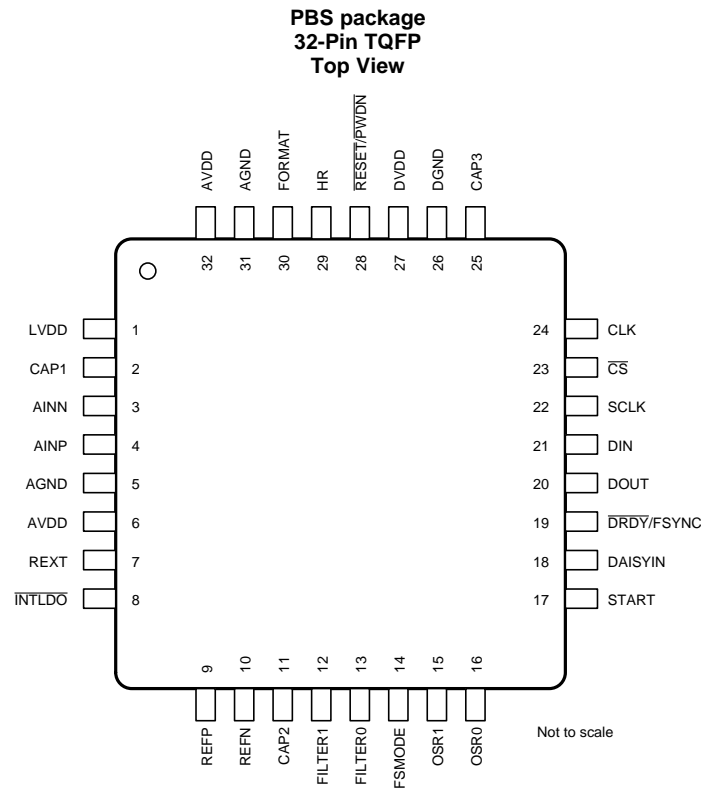 PBS package
32-Pin TQFP
Top View
AVDD
AGND
FORMAT
HR
RESET/PWDN
DVDD
DGND
CAP3
32
31
30
29
28
27
26
25
LVDD 1
CAP1 2
AINN 3
AINP 4
AGND 5
AVDD 6
REXT 7
INTLDO 8
24 CLK
23 CS
22 SCLK
21 DIN
20 DOUT
19 DRDY/FSYNC
18 DAISYIN
17 START
9
10
11
12
13
14
15
16
REFP
REFN
CAP2
FILTER1
FILTER0
FSMODE
OSR1
OSR0
Not to scale